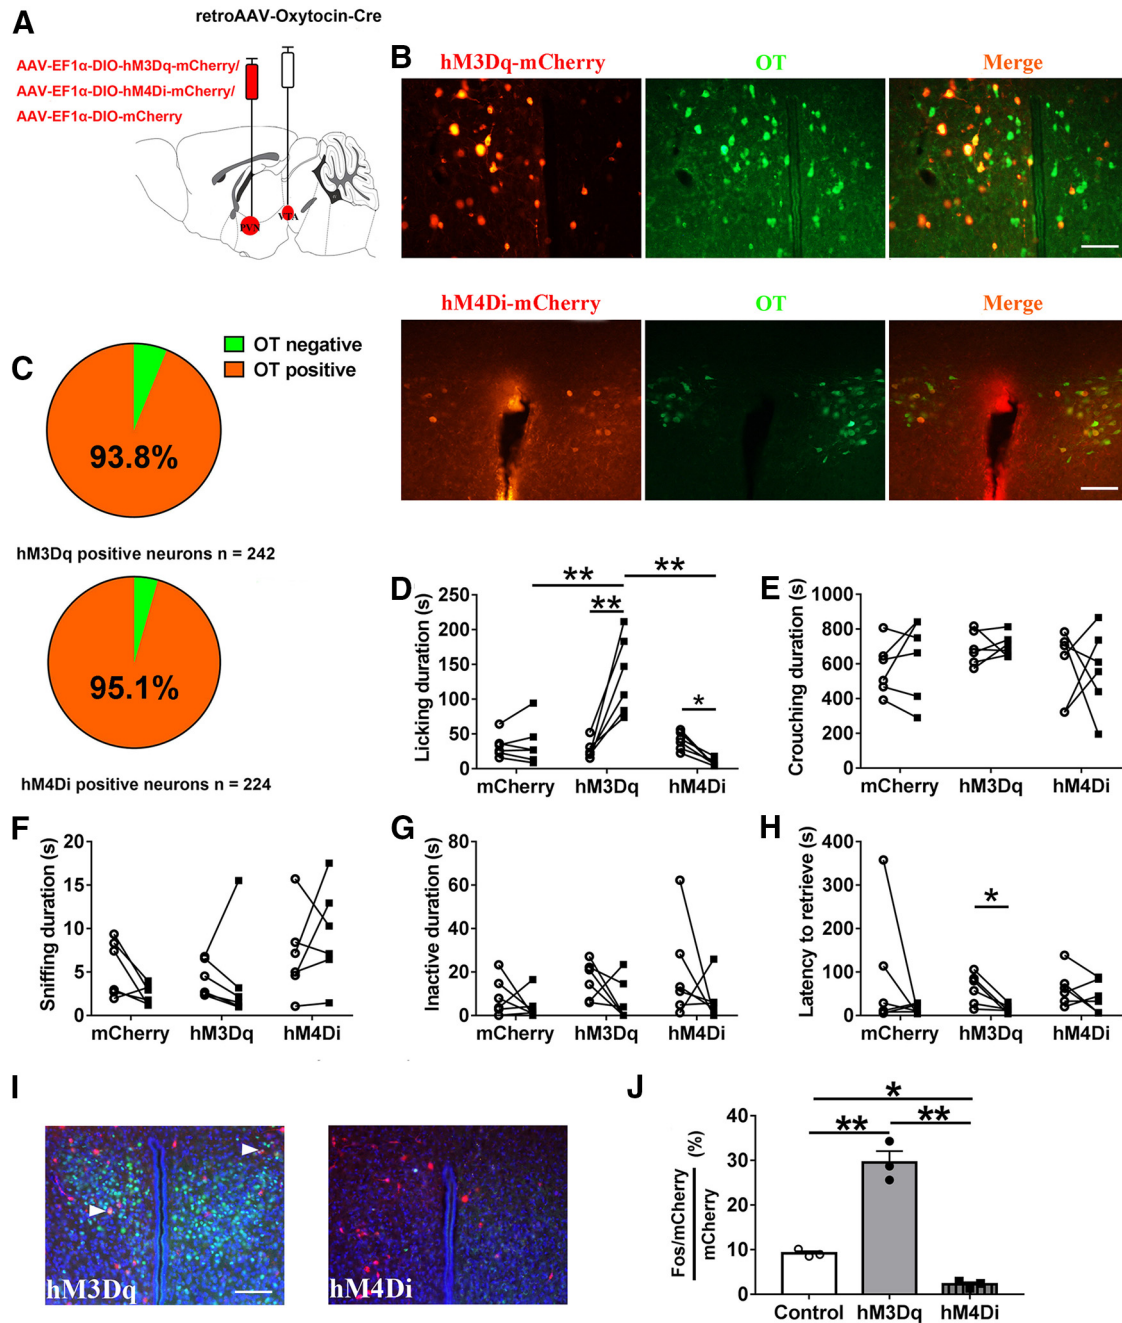 A
retroAAV-Oxytocin-Cre
AAV-EF1α-DIO-hM3Dq-mCherry/
AAV-EF1α-DIO-hM4Di-mCherry/
AAV-EF1α-DIO-mCherry
PVN
VTA
B
hM3Dq-mCherry
OT
Merge
hM4Di-mCherry
OT
Merge
C
OT negative
OT positive
93.8%
hM3Dq positive neurons n = 242
95.1%
hM4Di positive neurons n = 224
D
Licking duration (s)
250
200
150
100
50
0
**
**
**
*
mCherry
hM3Dq
hM4Di
E
Crouching duration (s)
1000
800
600
400
200
0
mCherry
hM3Dq
hM4Di
F
Sniffing duration (s)
20
15
10
5
0
mCherry
hM3Dq
hM4Di
G
Inactive duration (s)
80
60
40
20
0
mCherry
hM3Dq
hM4Di
H
Latency to retrieve (s)
400
300
200
100
0
*
mCherry
hM3Dq
hM4Di
I
hM3Dq
hM4Di
J
Fos/mCherry
mCherry
(%)
40
30
20
10
0
*
**
**
Control
hM3Dq
hM4Di